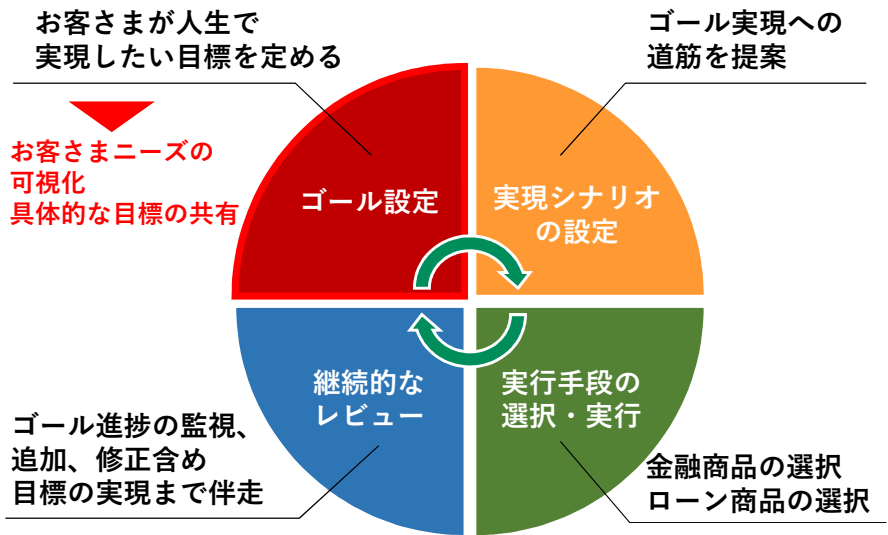 お客さまが人生で
実現したい目標を定める
お客さまニーズの
可視化
具体的な目標の共有
ゴール設定
ゴール実現への
道筋を提案
実現シナリオ
の設定
実行手段の
選択・実行
金融商品の選択
ローン商品の選択
継続的な
レビュー
ゴール進捗の監視、
追加、修正含め
目標の実現まで伴走